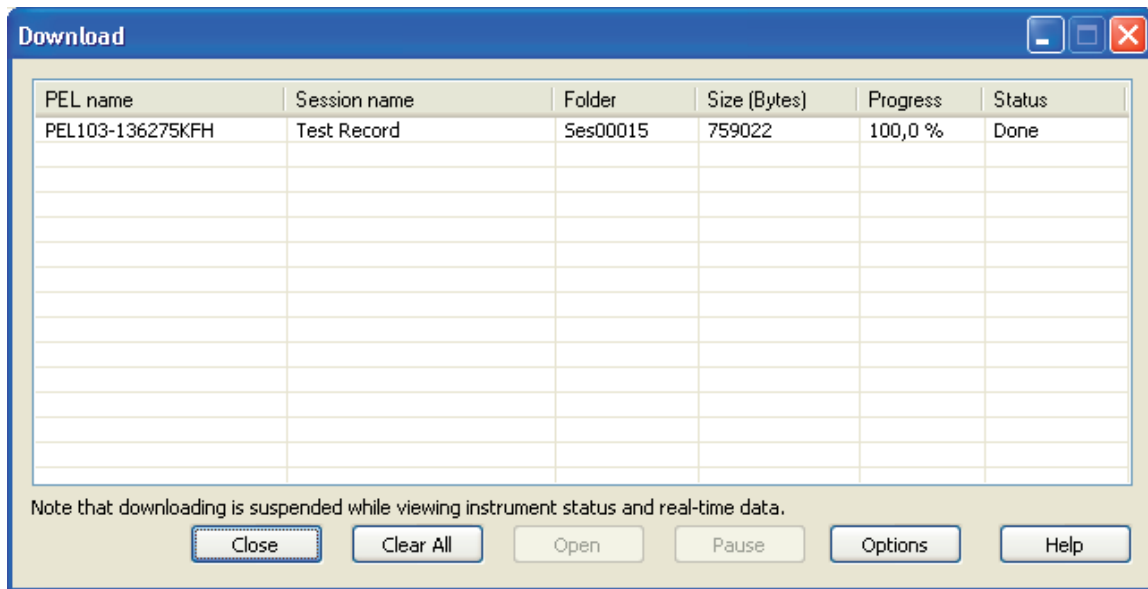 Download
PEL name Session name Folder Size (Bytes) Progress Status
PEL103-136275KFH Test Record Ses00015 759022 100,0 % Done
Note that downloading is suspended while viewing instrument status and real-time data.
Close Clear All Open Pause Options Help